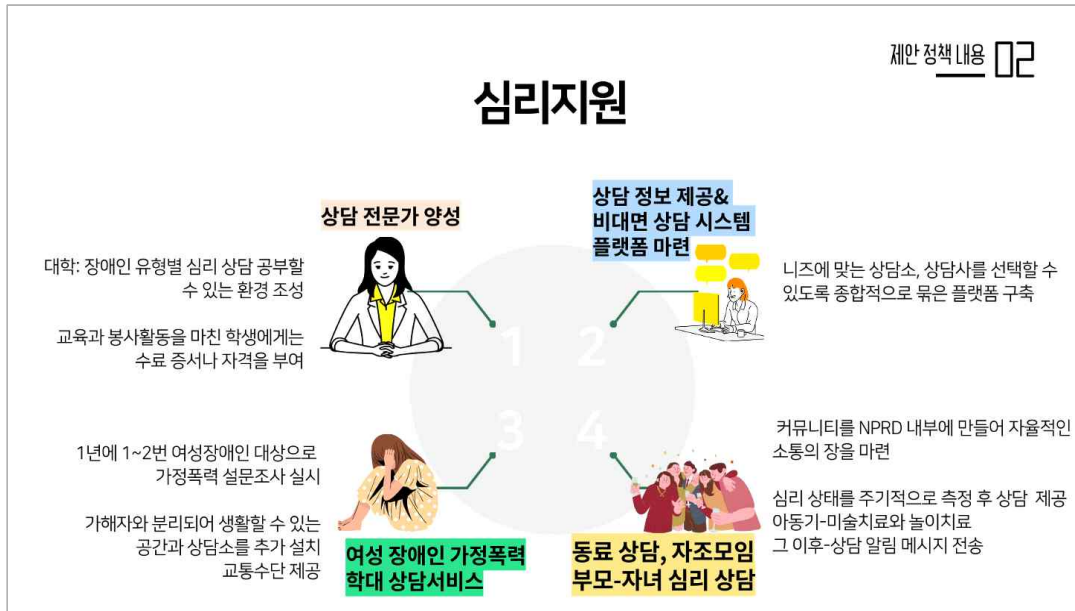 제안 정책 내용 02
심리지원
상담 전문가 양성
대학: 장애인 유형별 심리 상담 공부할
수 있는 환경 조성
교육과 봉사활동을 마친 학생에게는
수료 증서나 자격을 부여
1
상담 정보 제공&
비대면 상담 시스템
플랫폼 마련
니즈에 맞는 상담소, 상담사를 선택할 수
있도록 종합적으로 묶은 플랫폼 구축
2
1년에 1~2번 여성장애인 대상으로
가정폭력 설문조사 실시
가해자와 분리되어 생활할 수 있는
공간과 상담소를 추가 설치
교통수단 제공
3
여성 장애인 가정폭력
학대 상담서비스
4
커뮤니티를 NPRD 내부에 만들어 자율적인
소통의 장을 마련
심리 상태를 주기적으로 측정 후 상담 제공
아동기-미술치료와 놀이치료
그 이후-상담 알림 메시지 전송
동료 상담, 자조모임
부모-자녀 심리 상담